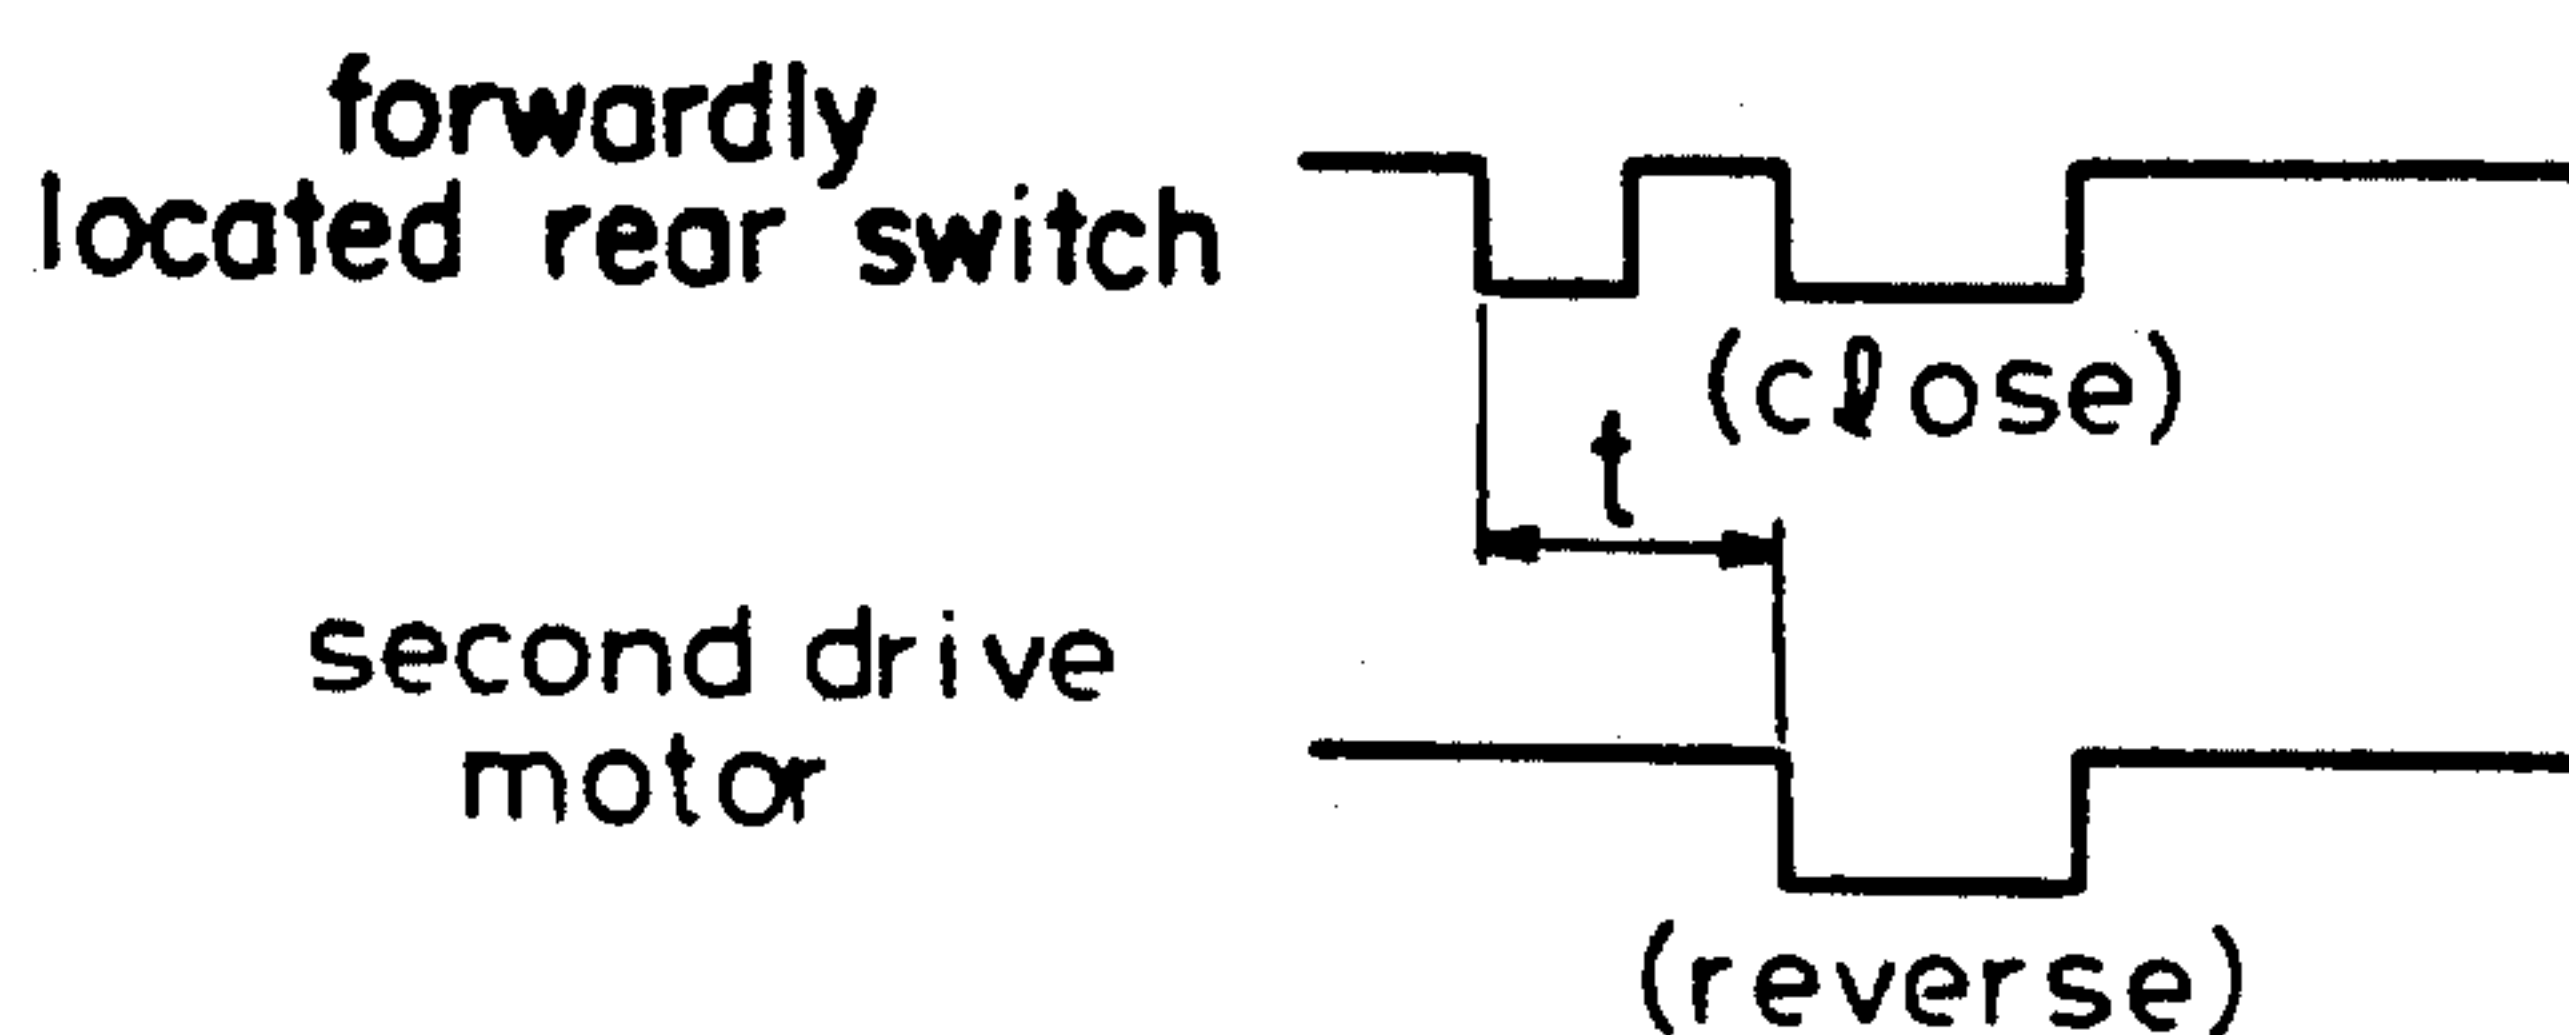 forwardly
located rear switch
(close)
t
second drive
motor
(reverse)